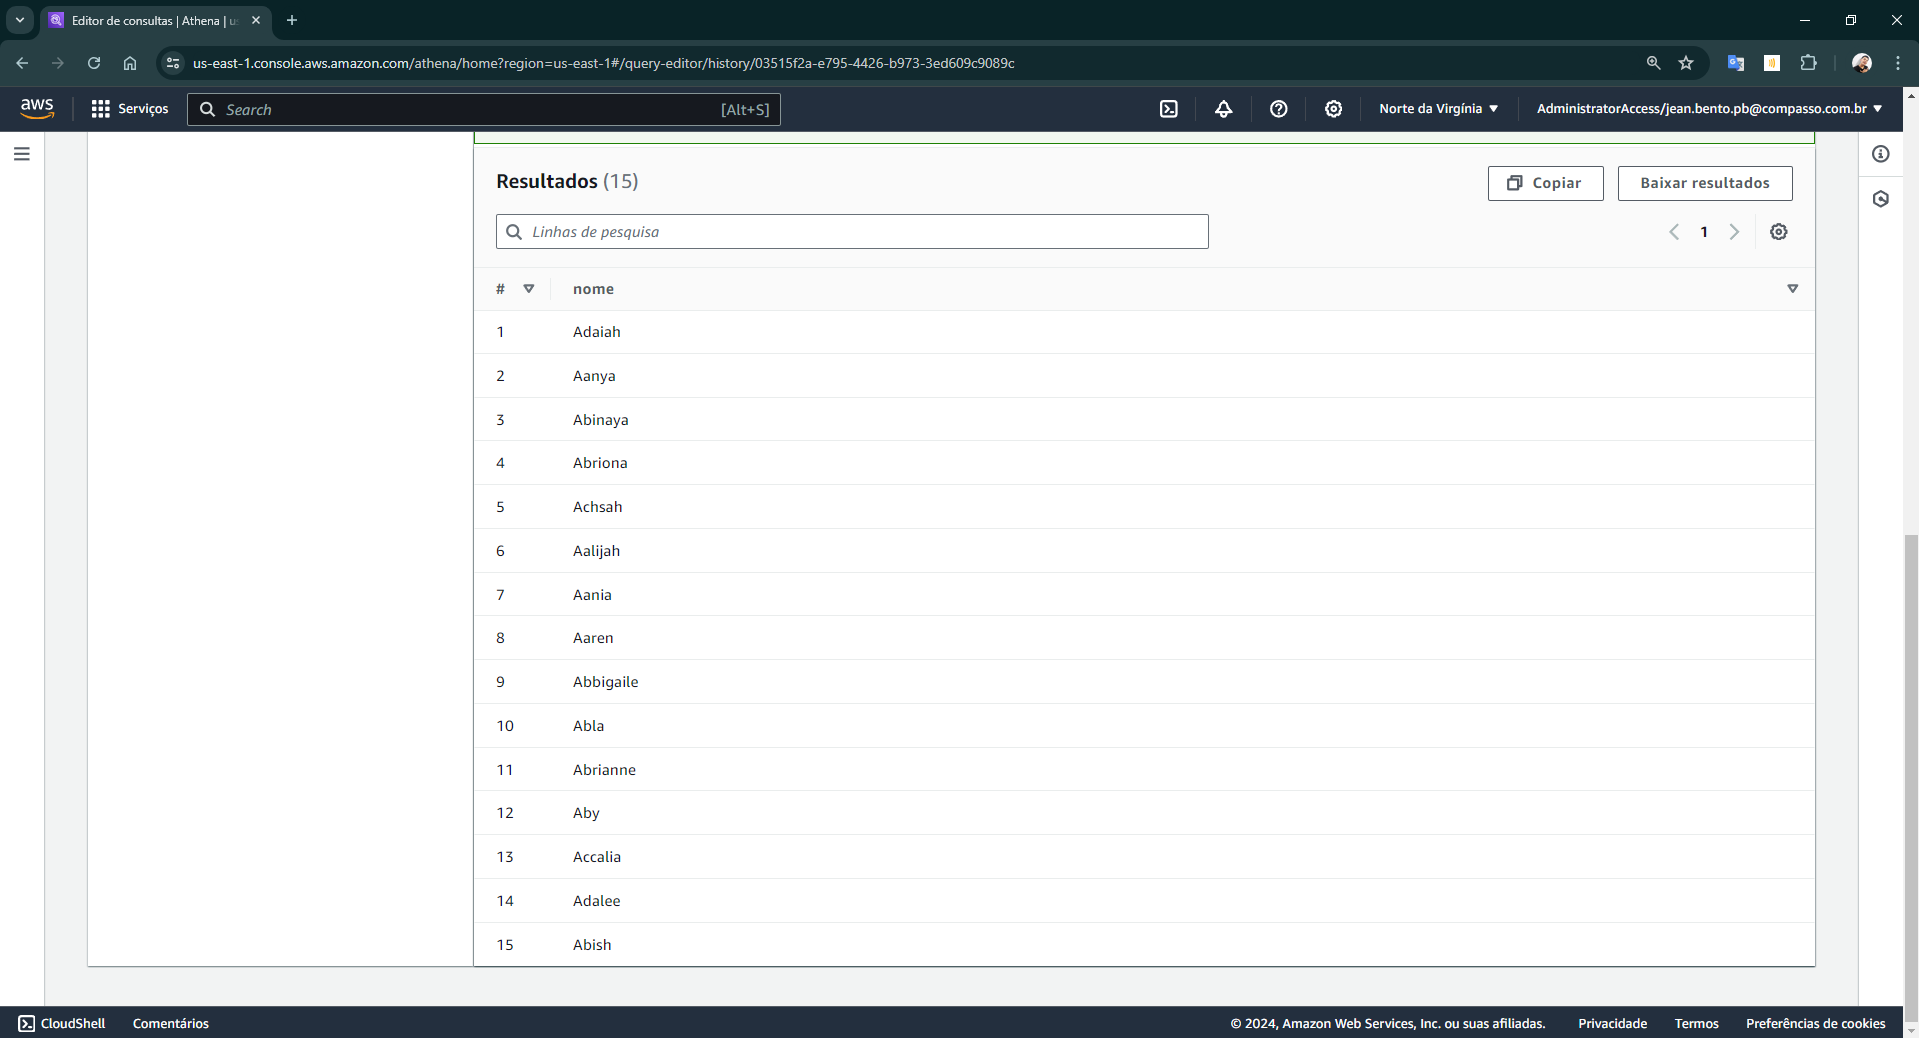 Editor de consultas | Athena | us
us-east-1.console.aws.amazon.com/athena/home?region=us-east-1#/query-editor/history/03515f2a-e795-4426-b973-3ed609c9089c
aws Serviços Search [Alt+S] Norte da Virgínia AdministratorAccess/jean.bento.pb@compasso.com.br
Resultados (15) Copiar Baixar resultados
Linhas de pesquisa 1
# nome
1 Adaiah
2 Aanya
3 Abinaya
4 Abriona
5 Achsah
6 Aalijah
7 Aania
8 Aaren
9 Abbigaile
10 Abla
11 Abrianne
12 Aby
13 Accalia
14 Adalee
15 Abish
CloudShell Comentários © 2024, Amazon Web Services, Inc. ou suas afiliadas. Privacidade Termos Preferências de cookies